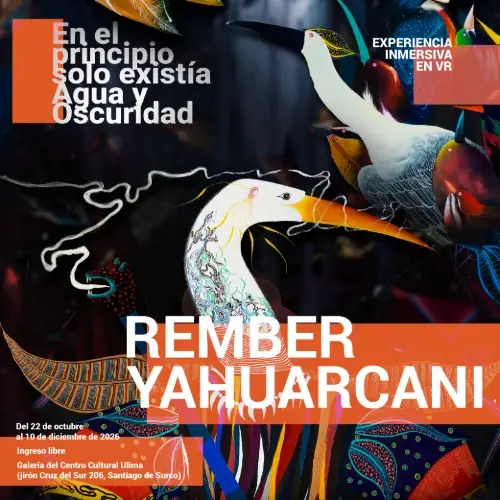 En el
principio
solo existía
Agua y
Oscuridad
EXPERIENCIA
INMERSIVA
EN VR
REMBER
YAHUARCANI
Del 22 de octubre
al 10 de diciembre de 2026
Ingreso libre
Galería del Centro Cultural Ulima
(jirón Cruz del Sur 206, Santiago de Surco)